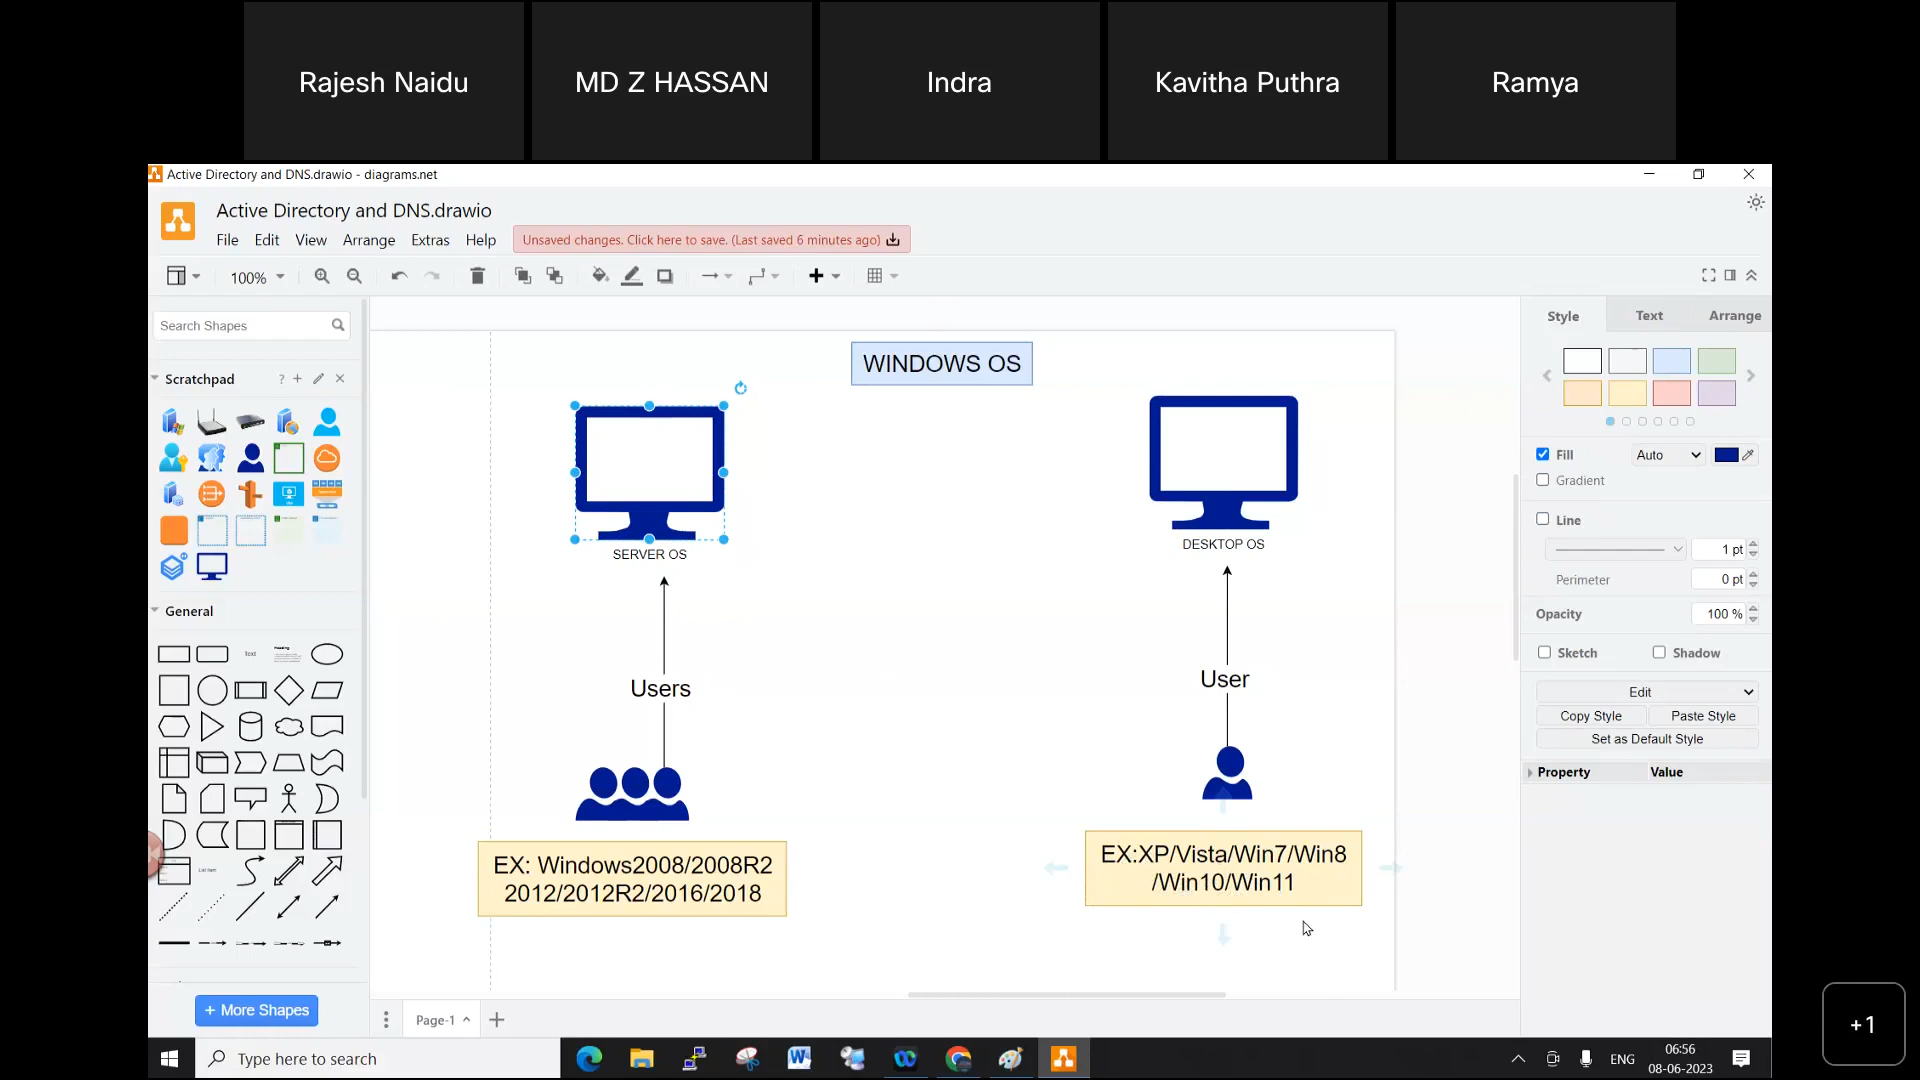 Rajesh Naidu
MD Z HASSAN
Indra
Kavitha Puthra
Ramya
Active Directory and DNS.drawio - diagrams.net
Active Directory and DNS.drawio
File Edit View Arrange Extras Help
Unsaved changes. Click here to save. (Last saved 6 minutes ago)
100%
Search Shapes
Scratchpad
?
General
Text
Heading
List Item
+ More Shapes
WINDOWS OS
SERVER OS
DESKTOP OS
Users
User
EX: Windows2008/2008R2
2012/2012R2/2016/2018
EX:XP/Vista/Win7/Win8
/Win10/Win11
Page-1
Style
Text
Arrange
Fill
Auto
Gradient
Line
1 pt
Perimeter
0 pt
Opacity
100 %
Sketch
Shadow
Edit
Copy Style
Paste Style
Set as Default Style
Property
Value
Type here to search
ENG
06:56
08-06-2023
+1